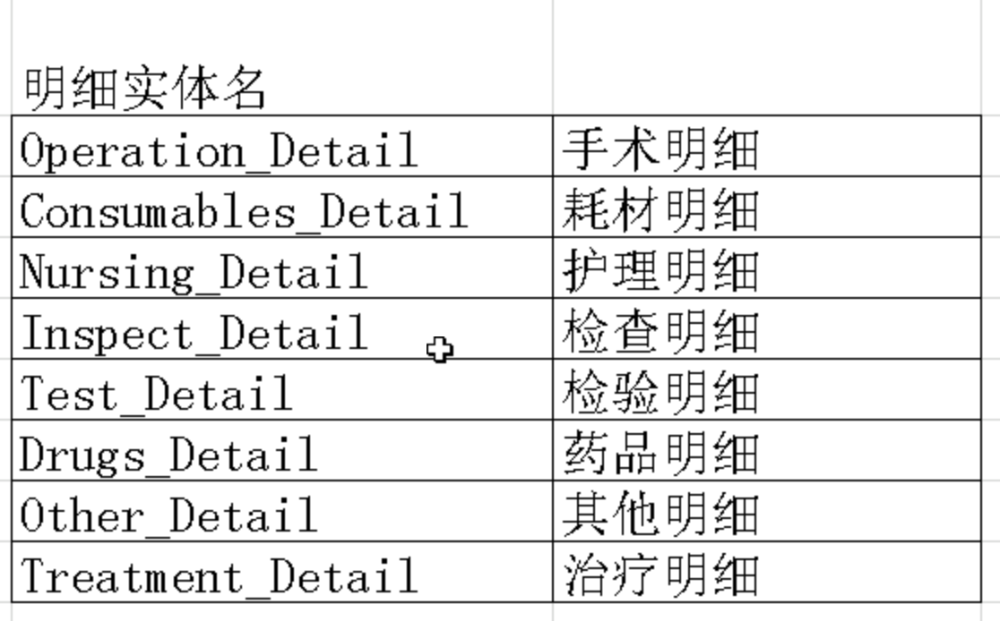 明细实体名
Operation_Detail 手术明细
Consumables_Detail 耗材明细
Nursing_Detail 护理明细
Inspect_Detail 检查明细
Test_Detail 检验明细
Drugs_Detail 药品明细
Other_Detail 其他明细
Treatment_Detail 治疗明细